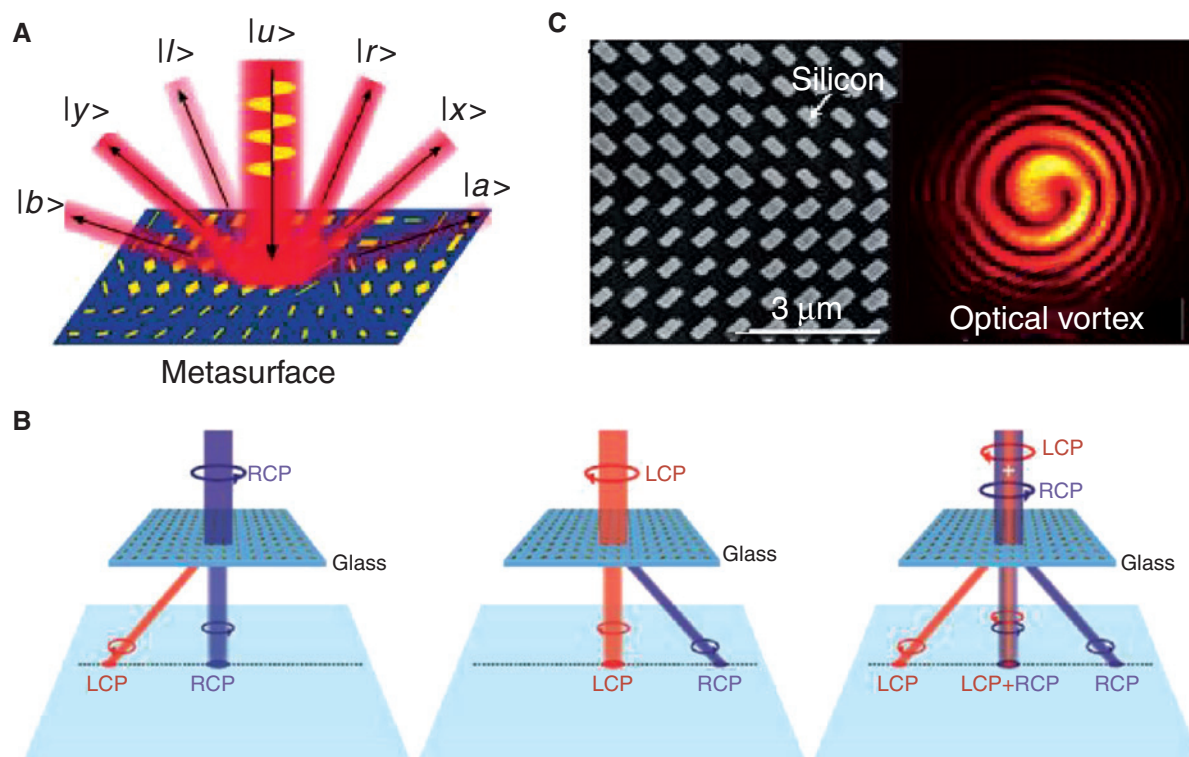 A
|u>
|l>
|r>
|y>
|x>
|b>
|a>
Metasurface
C
Silicon
3 μm
Optical vortex
B
RCP
Glass
LCP
RCP
LCP
LCP
RCP
LCP
+
RCP
Glass
LCP
LCP+RCP
RCP